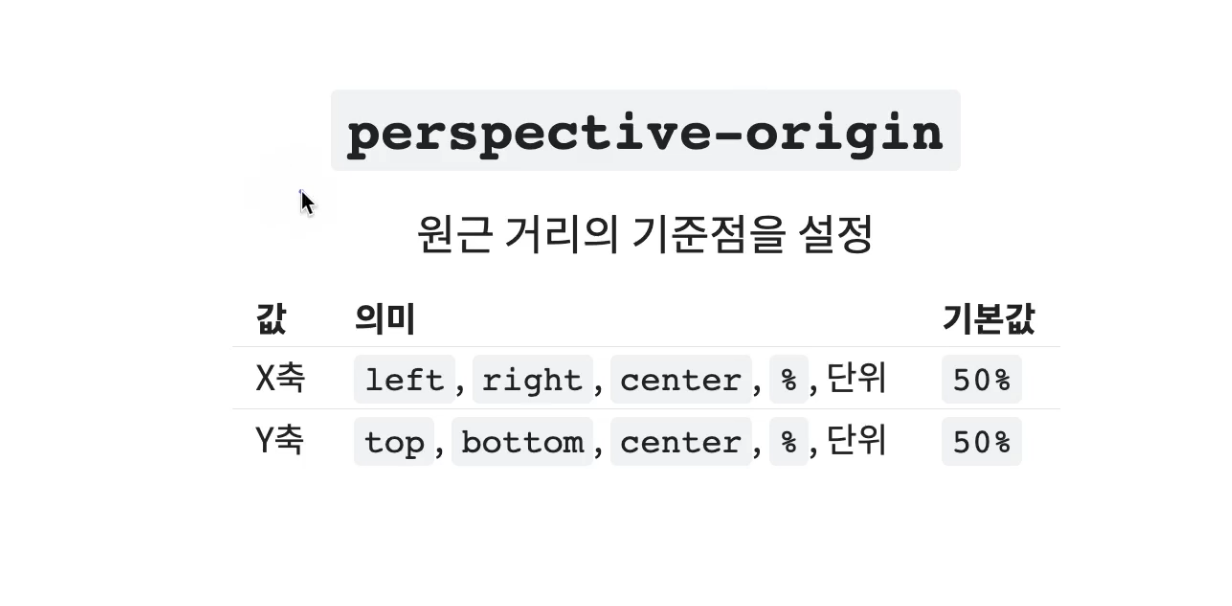 perspective-origin
원근 거리의 기준점을 설정
값 의미 기본값
X축 left, right, center, %, 단위 50%
Y축 top, bottom, center, %, 단위 50%